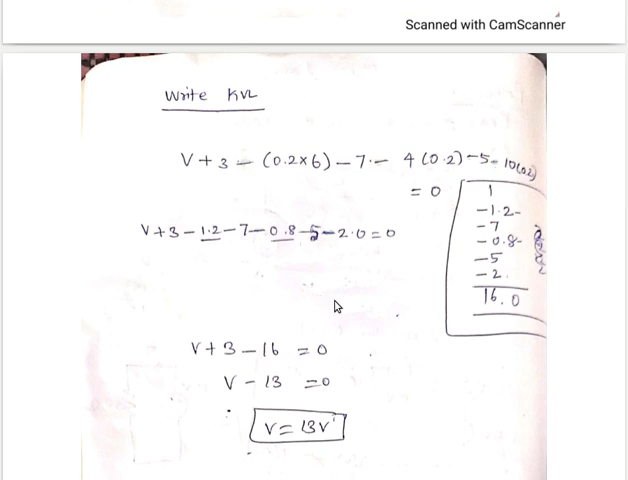 Scanned with CamScanner
Write KVL
V + 3 - (0.2×6) - 7 - 4 (0.2) - 5 - 10(0.2)
= 0
V + 3 - 1.2 - 7 - 0.8 - 5 - 2.0 = 0
1
-1.2-
-7
-0.8-
-5
-2.
16.0
V + 3 - 16 = 0
V - 13 = 0
V = 13V